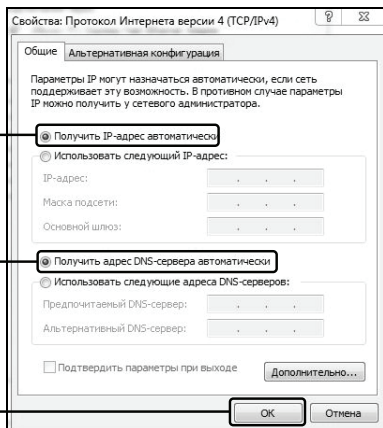 Свойства: Протокол Интернета версии 4 (TCP/IPv4)
Общие Альтернативная конфигурация
Параметры IP могут назначаться автоматически, если сеть
поддерживает эту возможность. В противном случае параметры
IP можно получить у сетевого администратора.
Получить IP-адрес автоматически
Использовать следующий IP-адрес:
IP-адрес:
Маска подсети:
Основной шлюз:
Получить адрес DNS-сервера автоматически
Использовать следующие адреса DNS-серверов:
Предпочитаемый DNS-сервер:
Альтернативный DNS-сервер:
Подтвердить параметры при выходе
Дополнительно...
ОК Отмена